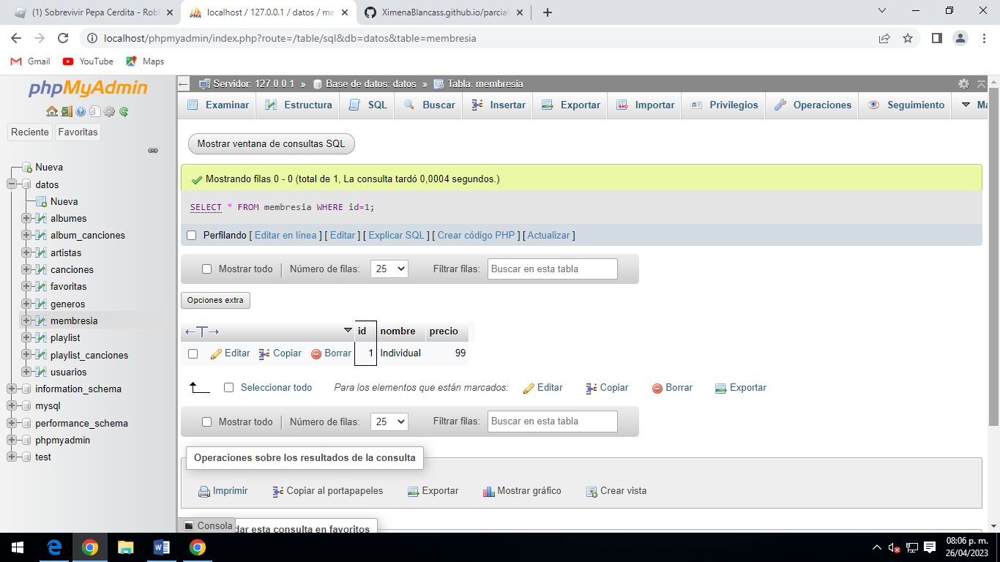 (1) Sobrevivir Pepa Cerdita - Robl
localhost / 127.0.0.1 / datos / me
XimenaBlancass.github.io/parcial
localhost/phpmyadmin/index.php?route=/table/sql&db=datos&table=membresia
Gmail YouTube Maps
phpMyAdmin
Reciente Favoritas
Nueva
datos
Nueva
albumes
album_canciones
artistas
canciones
favoritas
generos
membresia
playlist
playlist_canciones
usuarios
information_schema
mysql
performance_schema
phpmyadmin
test
Servidor: 127.0.0.1 » Base de datos: datos » Tabla: membresia
Examinar Estructura SQL Buscar Insertar Exportar Importar Privilegios Operaciones Seguimiento Má
Mostrar ventana de consultas SQL
Mostrando filas 0 - 0 (total de 1, La consulta tardó 0,0004 segundos.)
SELECT * FROM membresia WHERE id=1;
Perfilando [ Editar en línea ] [ Editar ] [ Explicar SQL ] [ Crear código PHP ] [ Actualizar ]
Mostrar todo | Número de filas: 25 Filtrar filas: Buscar en esta tabla
Opciones extra
←T→ id nombre precio
Editar Copiar Borrar 1 Individual 99
Seleccionar todo Para los elementos que están marcados: Editar Copiar Borrar Exportar
Mostrar todo | Número de filas: 25 Filtrar filas: Buscar en esta tabla
Operaciones sobre los resultados de la consulta
Imprimir Copiar al portapapeles Exportar Mostrar gráfico Crear vista
Consola dar esta consulta en favoritos
08:06 p. m.
26/04/2023